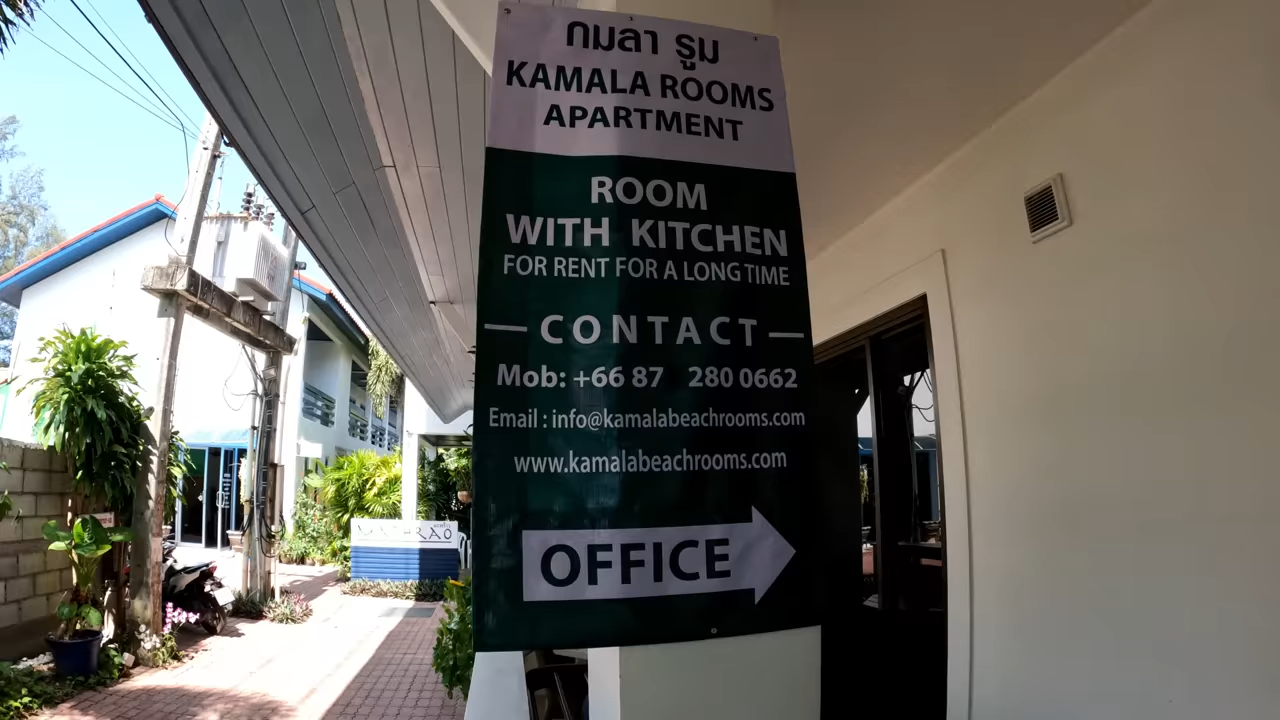 กมลา รูม
KAMALA ROOMS
APARTMENT
ROOM
WITH KITCHEN
FOR RENT FOR A LONG TIME
CONTACT
Mob: +66 87 280 0662
Email : info@kamalabeachrooms.com
www.kamalabeachrooms.com
OFFICE